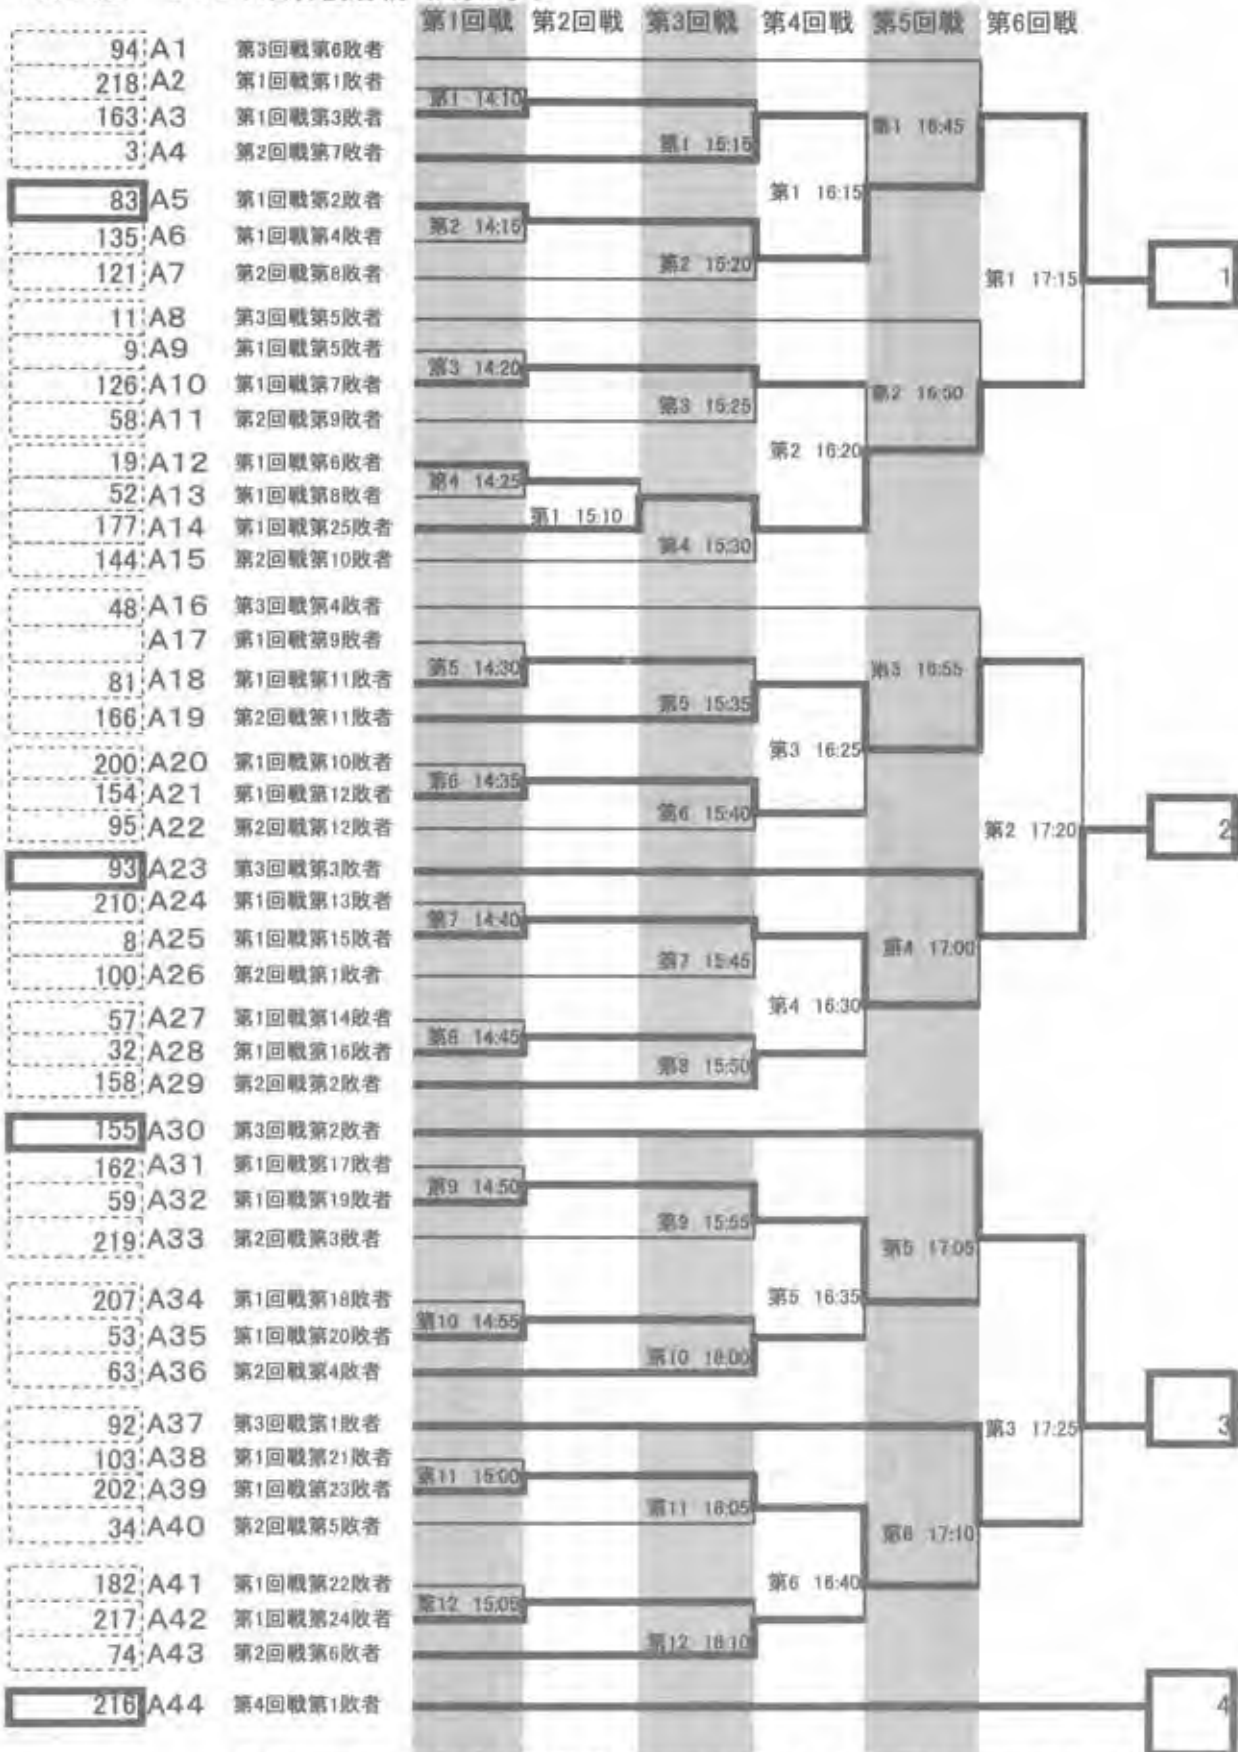 第1回戦 第2回戦 第3回戦 第4回戦 第5回戦 第6回戦
94 A1 第3回戦第6敗者
218 A2 第1回戦第1敗者
第1 14:10
163 A3 第1回戦第3敗者
第1 16:45
第1 15:15
3 A4 第2回戦第7敗者
第1 16:15
83 A5 第1回戦第2敗者
第2 14:15
135 A6 第1回戦第4敗者
第2 15:20
121 A7 第2回戦第8敗者
第1 17:15
1
11 A8 第3回戦第5敗者
9 A9 第1回戦第5敗者
第3 14:20
126 A10 第1回戦第7敗者
第2 16:50
第3 15:25
58 A11 第2回戦第9敗者
第2 16:20
19 A12 第1回戦第6敗者
第4 14:25
52 A13 第1回戦第8敗者
第1 15:10
177 A14 第1回戦第25敗者
第4 15:30
144 A15 第2回戦第10敗者
48 A16 第3回戦第4敗者
A17 第1回戦第9敗者
第5 14:30
第3 16:55
81 A18 第1回戦第11敗者
第5 15:35
166 A19 第2回戦第11敗者
第3 16:25
200 A20 第1回戦第10敗者
第6 14:35
154 A21 第1回戦第12敗者
第6 15:40
95 A22 第2回戦第12敗者
第2 17:20
2
93 A23 第3回戦第3敗者
210 A24 第1回戦第13敗者
第7 14:40
8 A25 第1回戦第15敗者
第4 17:00
第7 15:45
100 A26 第2回戦第1敗者
第4 16:30
57 A27 第1回戦第14敗者
第8 14:45
32 A28 第1回戦第16敗者
第8 15:50
158 A29 第2回戦第2敗者
155 A30 第3回戦第2敗者
162 A31 第1回戦第17敗者
第9 14:50
59 A32 第1回戦第19敗者
第9 15:55
219 A33 第2回戦第3敗者
第5 17:05
207 A34 第1回戦第18敗者
第5 16:35
第10 14:55
53 A35 第1回戦第20敗者
第10 16:00
63 A36 第2回戦第4敗者
92 A37 第3回戦第1敗者
第3 17:25
3
103 A38 第1回戦第21敗者
第11 15:00
202 A39 第1回戦第23敗者
第11 16:05
34 A40 第2回戦第5敗者
第6 17:10
182 A41 第1回戦第22敗者
第6 16:40
第12 15:05
217 A42 第1回戦第24敗者
第12 16:10
74 A43 第2回戦第6敗者
216 A44 第4回戦第1敗者
4